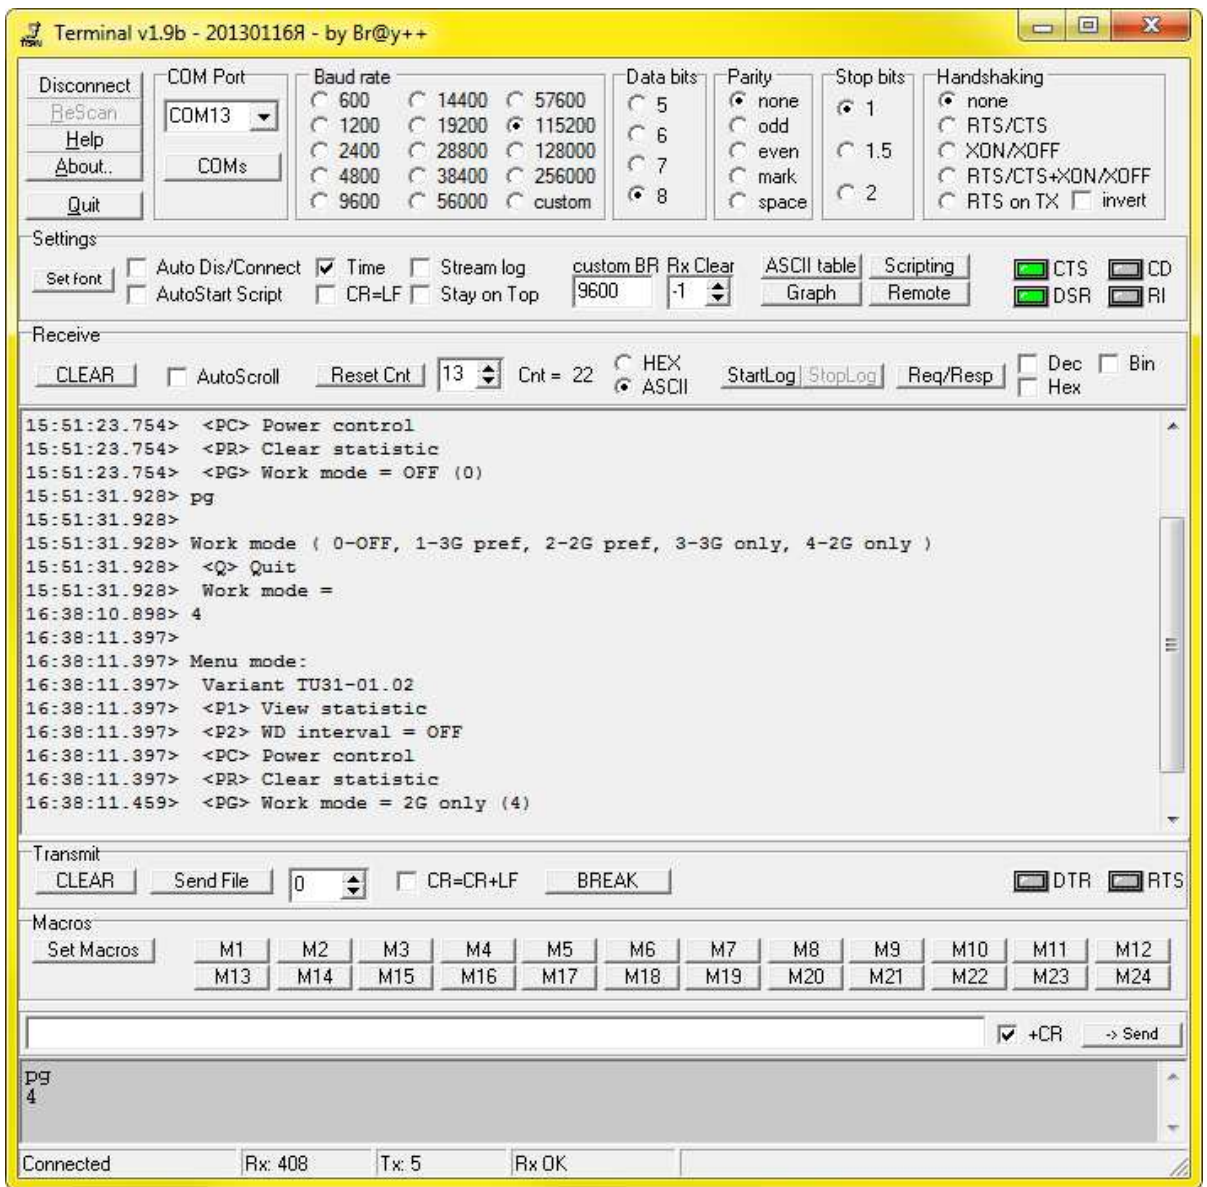 Terminal v1.9b - 20130116Я - by Br@y++
Disconnect
ReScan
Help
About..
Quit
COM Port
COM13
COMs
Baud rate
600 14400 57600
1200 19200 115200
2400 28800 128000
4800 38400 256000
9600 56000 custom
Data bits
5
6
7
8
Parity
none
odd
even
mark
space
Stop bits
1
1.5
2
Handshaking
none
RTS/CTS
XON/XOFF
RTS/CTS+XON/XOFF
RTS on TX invert
Settings
Set font
Auto Dis/Connect Time Stream log
AutoStart Script CR=LF Stay on Top
custom BR Rx Clear
9600 -1
ASCII table Scripting
Graph Remote
CTS CD
DSR RI
Receive
CLEAR AutoScroll Reset Cnt 13 Cnt = 22
HEX
ASCII
StartLog StopLog Req/Resp
Dec Bin
Hex
15:51:23.754> <PC> Power control
15:51:23.754> <PR> Clear statistic
15:51:23.754> <PG> Work mode = OFF (0)
15:51:31.928> pg
15:51:31.928>
15:51:31.928> Work mode ( 0-OFF, 1-3G pref, 2-2G pref, 3-3G only, 4-2G only )
15:51:31.928> <Q> Quit
15:51:31.928> Work mode =
16:38:10.898> 4
16:38:11.397>
16:38:11.397> Menu mode:
16:38:11.397> Variant TU31-01.02
16:38:11.397> <P1> View statistic
16:38:11.397> <P2> WD interval = OFF
16:38:11.397> <PC> Power control
16:38:11.397> <PR> Clear statistic
16:38:11.459> <PG> Work mode = 2G only (4)
Transmit
CLEAR Send File 0 CR=CR+LF BREAK DTR RTS
Macros
Set Macros M1 M2 M3 M4 M5 M6 M7 M8 M9 M10 M11 M12
M13 M14 M15 M16 M17 M18 M19 M20 M21 M22 M23 M24
+CR -> Send
pg
4
Connected Rx: 408 Tx: 5 Rx OK